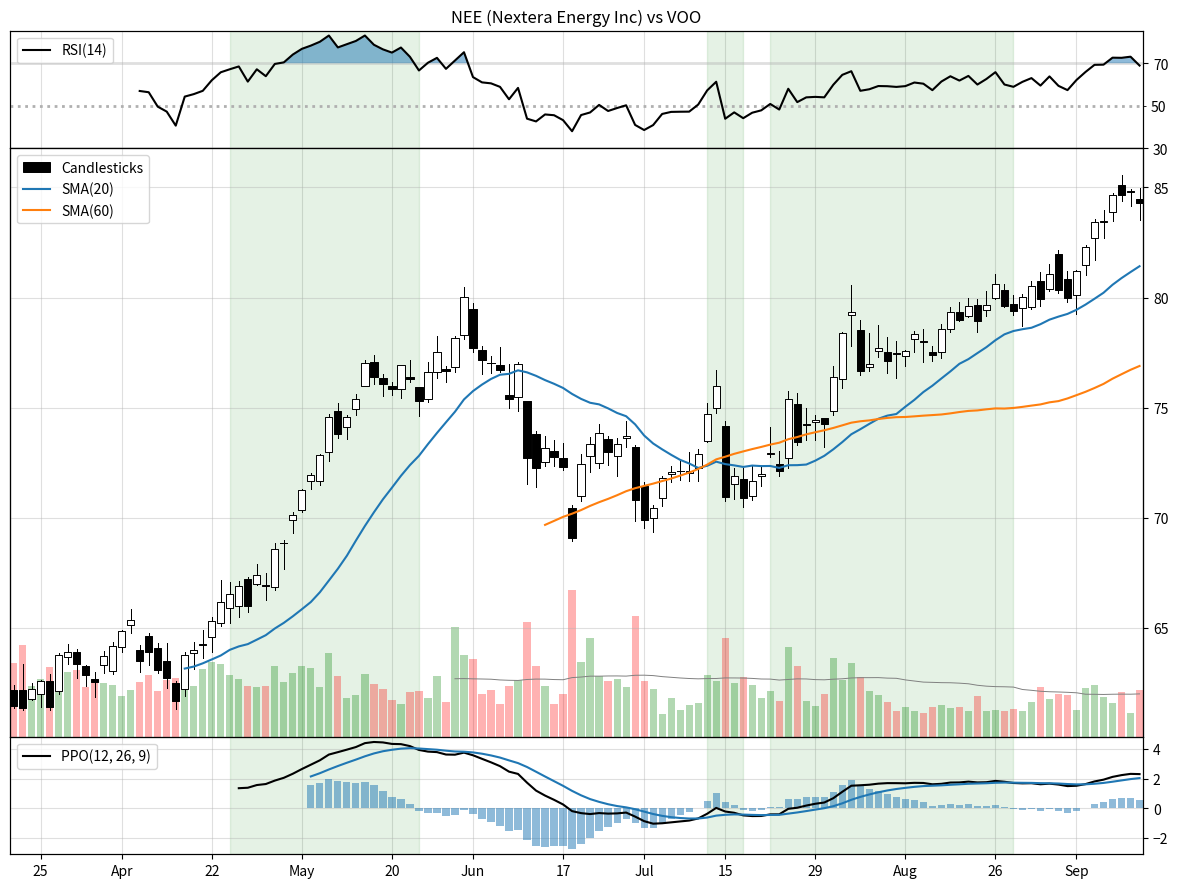 NEE (Nextera Energy Inc) vs VOO
RSI(14)
70
50
30
Candlesticks
SMA(20)
SMA(60)
85
80
75
70
65
PPO(12, 26, 9)
4
2
0
−2
25 Apr 22 May 20 Jun 17 Jul 15 29 Aug 26 Sep